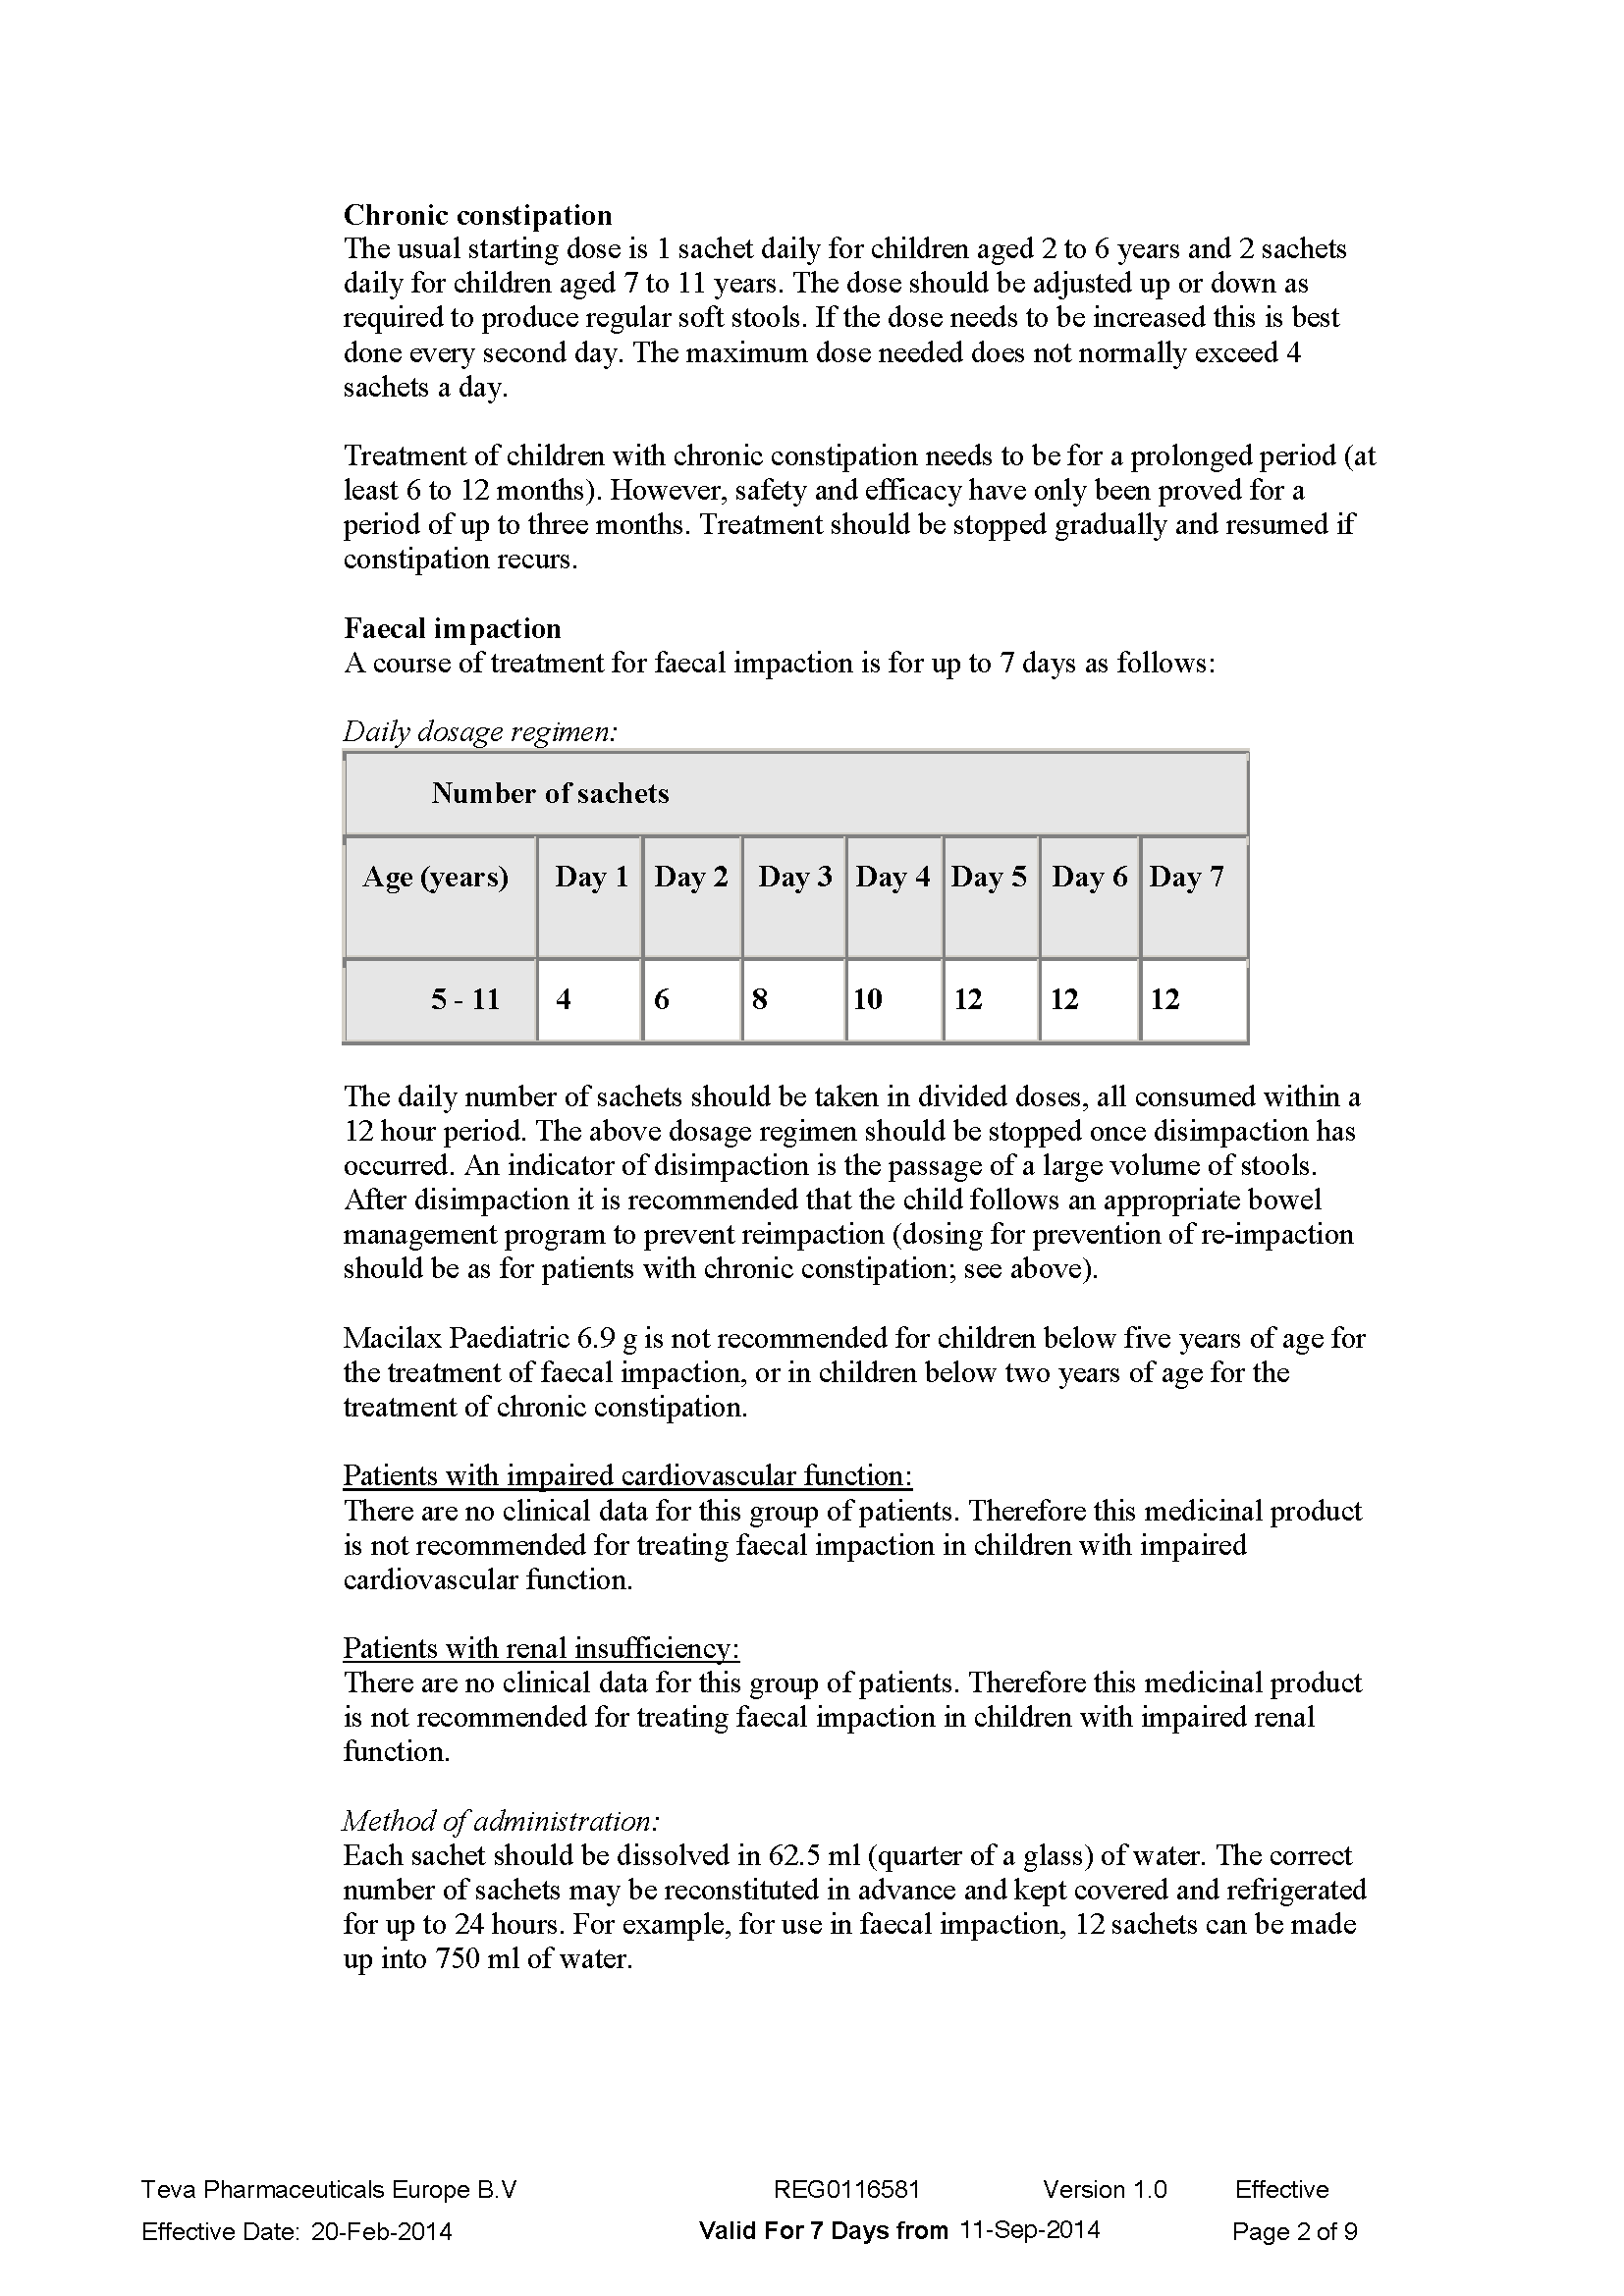 Chronic constipation
The usual starting dose is 1 sachet daily for children aged 2 to 6 years and 2 sachets
daily for children aged 7 to 11 years. The dose should be adjusted up or down as
required to produce regular soft stools. If the dose needs to be increased this is best
done every second day. The maximum dose needed does not normally exceed 4
sachets a day.
Treatment of children with chronic constipation needs to be for a prolonged period (at
least 6 to 12 months). However, safety and efficacy have only been proved for a
period of up to three months. Treatment should be stopped gradually and resumed if
constipation recurs.
Faecal impaction
A course of treatment for faecal impaction is for up to 7 days as follows:
Daily dosage regimen:
Number of sachets
Age (years) Day 1 Day 2 Day 3 Day 4 Day 5 Day 6 Day 7
5 - 11 4 6 8 10 12 12 12
The daily number of sachets should be taken in divided doses, all consumed within a
12 hour period. The above dosage regimen should be stopped once disimpaction has
occurred. An indicator of disimpaction is the passage of a large volume of stools.
After disimpaction it is recommended that the child follows an appropriate bowel
management program to prevent reimpaction (dosing for prevention of re-impaction
should be as for patients with chronic constipation; see above).
Macilax Paediatric 6.9 g is not recommended for children below five years of age for
the treatment of faecal impaction, or in children below two years of age for the
treatment of chronic constipation.
Patients with impaired cardiovascular function:
There are no clinical data for this group of patients. Therefore this medicinal product
is not recommended for treating faecal impaction in children with impaired
cardiovascular function.
Patients with renal insufficiency:
There are no clinical data for this group of patients. Therefore this medicinal product
is not recommended for treating faecal impaction in children with impaired renal
function.
Method of administration:
Each sachet should be dissolved in 62.5 ml (quarter of a glass) of water. The correct
number of sachets may be reconstituted in advance and kept covered and refrigerated
for up to 24 hours. For example, for use in faecal impaction, 12 sachets can be made
up into 750 ml of water.
Teva Pharmaceuticals Europe B.V REG0116581 Version 1.0 Effective
Effective Date: 20-Feb-2014 Valid For 7 Days from 11-Sep-2014 Page 2 of 9